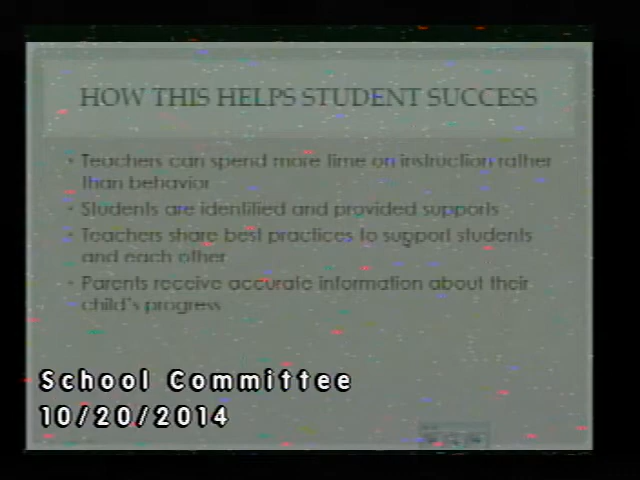 HOW THIS HELPS STUDENT SUCCESS
• Teachers can spend more time on instruction rather
than behavior
• Students are identified and provided supports
• Teachers share best practices to support students
and each other
• Parents receive accurate information about their
child's progress
School Committee
10/20/2014